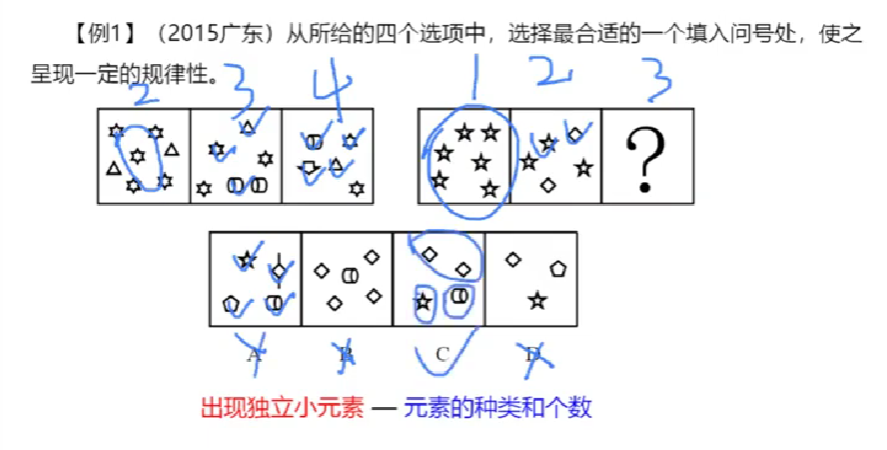 【例1】（2015广东）从所给的四个选项中，选择最合适的一个填入问号处，使之
呈现一定的规律性。
2 3 4 1 2 3
?
A B C D
出现独立小元素 — 元素的种类和个数